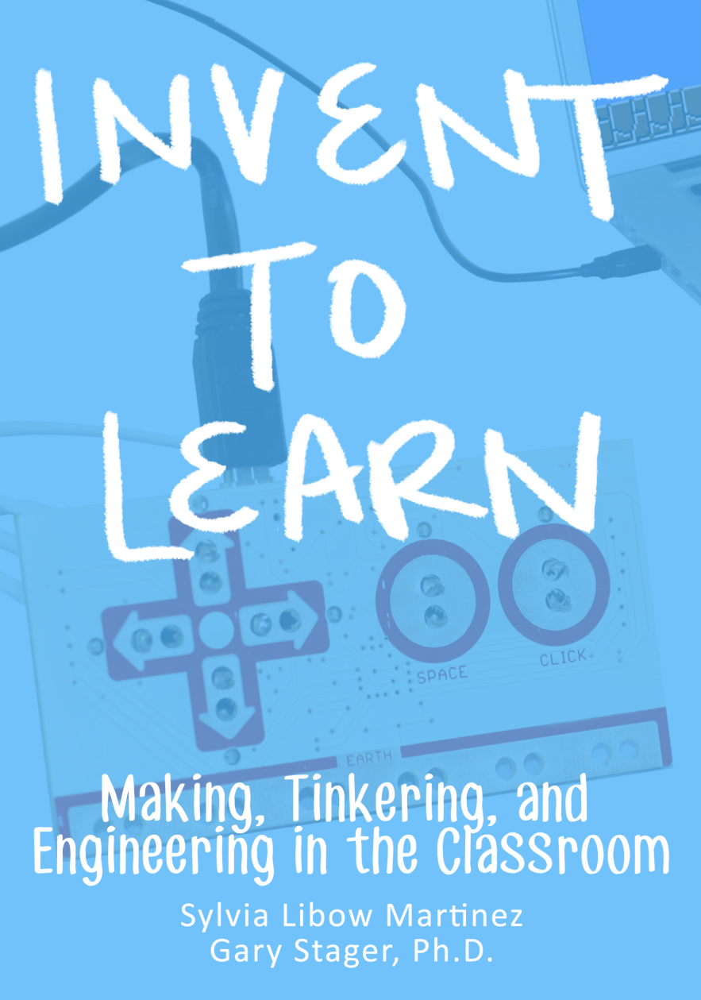 INVENT
TO
LEARN
SPACE
CLICK
EARTH
Making, Tinkering, and
Engineering in the Classroom
Sylvia Libow Martinez
Gary Stager, Ph.D.